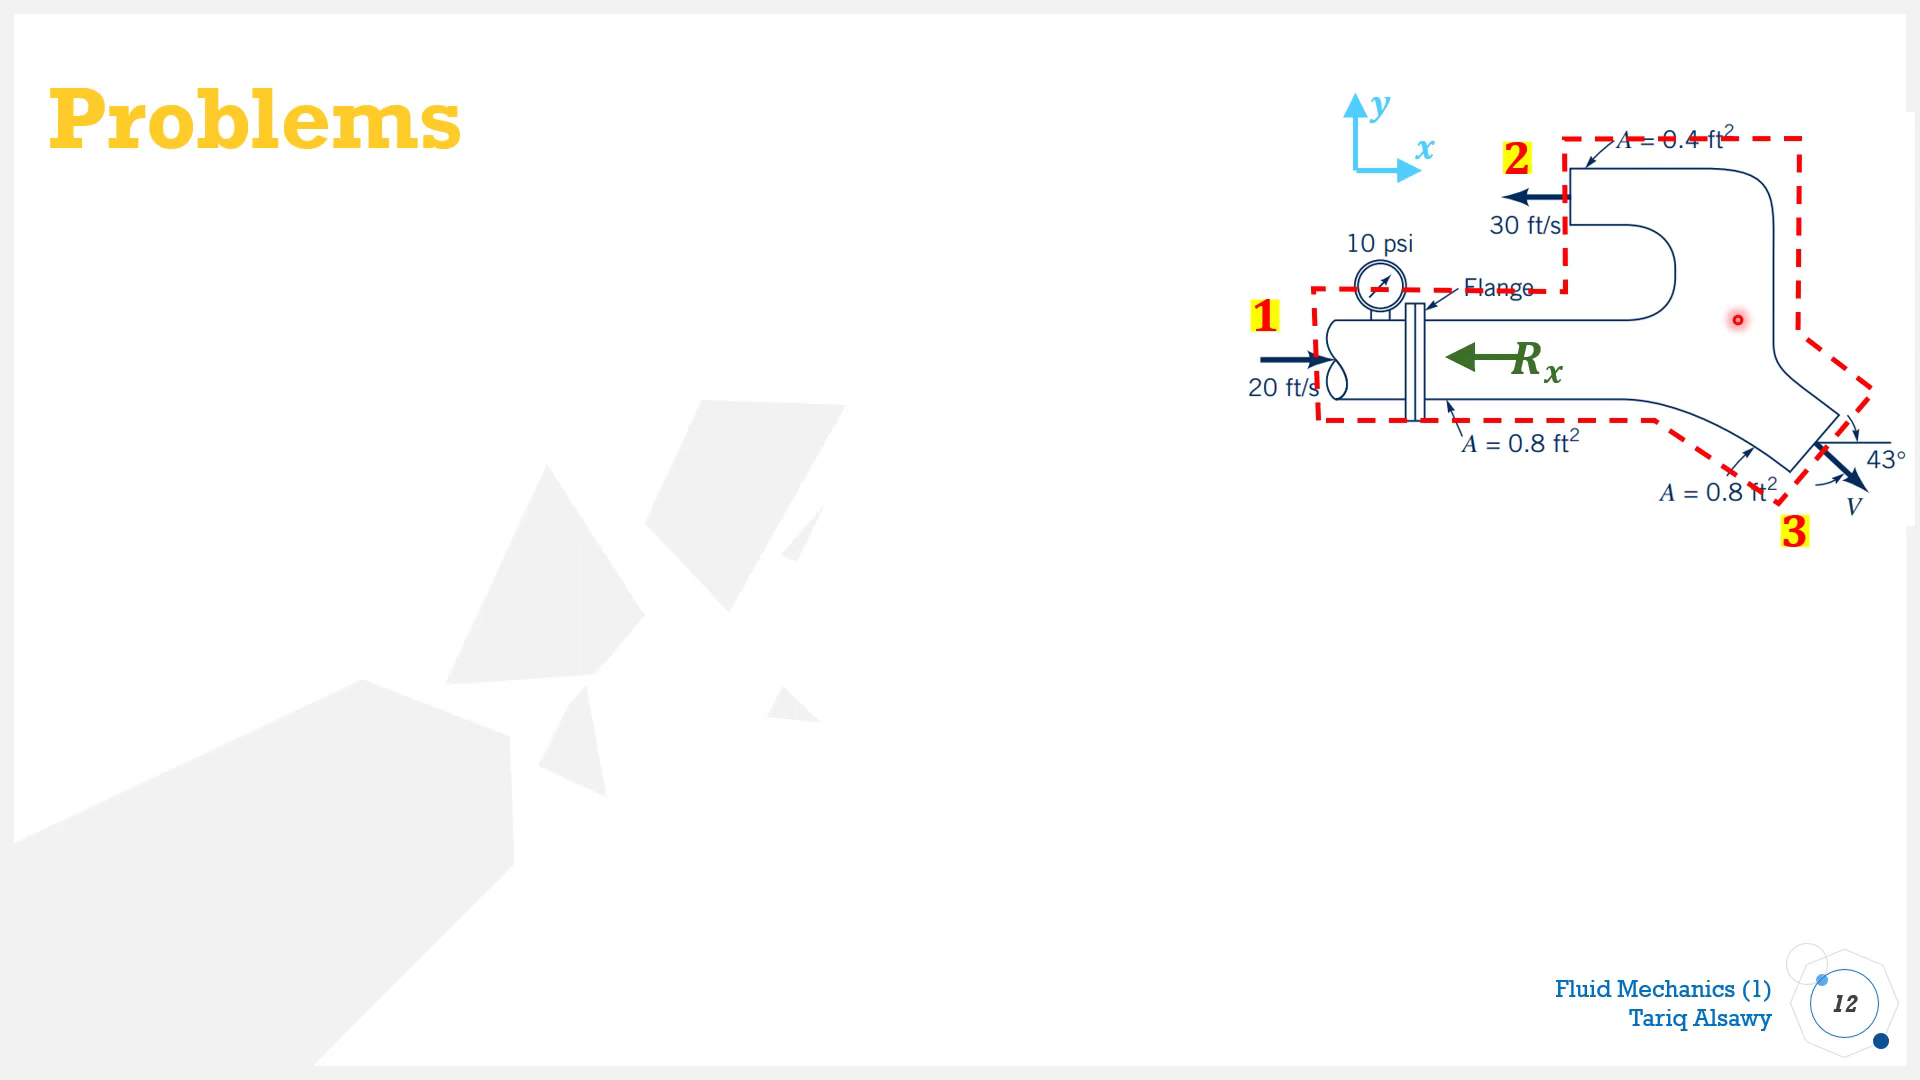 Problems
y
x
2
A = 0.4 ft²
30 ft/s
10 psi
Flange
1
20 ft/s
Rₓ
A = 0.8 ft²
43°
A = 0.8 ft²
V
3
Fluid Mechanics (1)
Tariq Alsawy
12